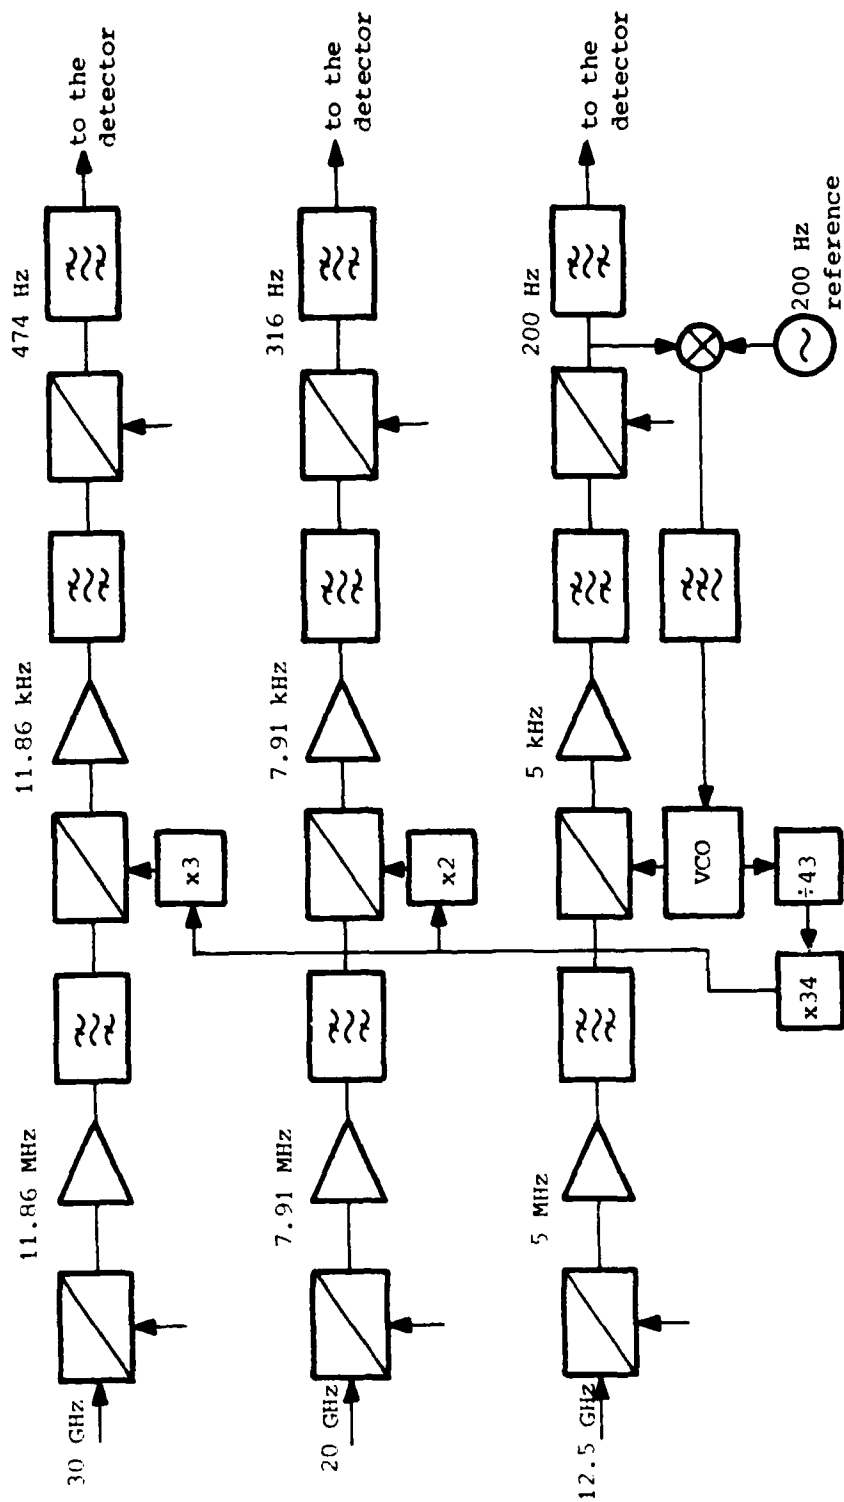 30 GHz
11.86 MHz
x3
11.86 kHz
474 Hz
to the
detector
20 GHz
7.91 MHz
x2
7.91 kHz
316 Hz
to the
detector
12.5 GHz
5 MHz
5 kHz
200 Hz
to the
detector
VCO
÷43
x34
200 Hz
reference